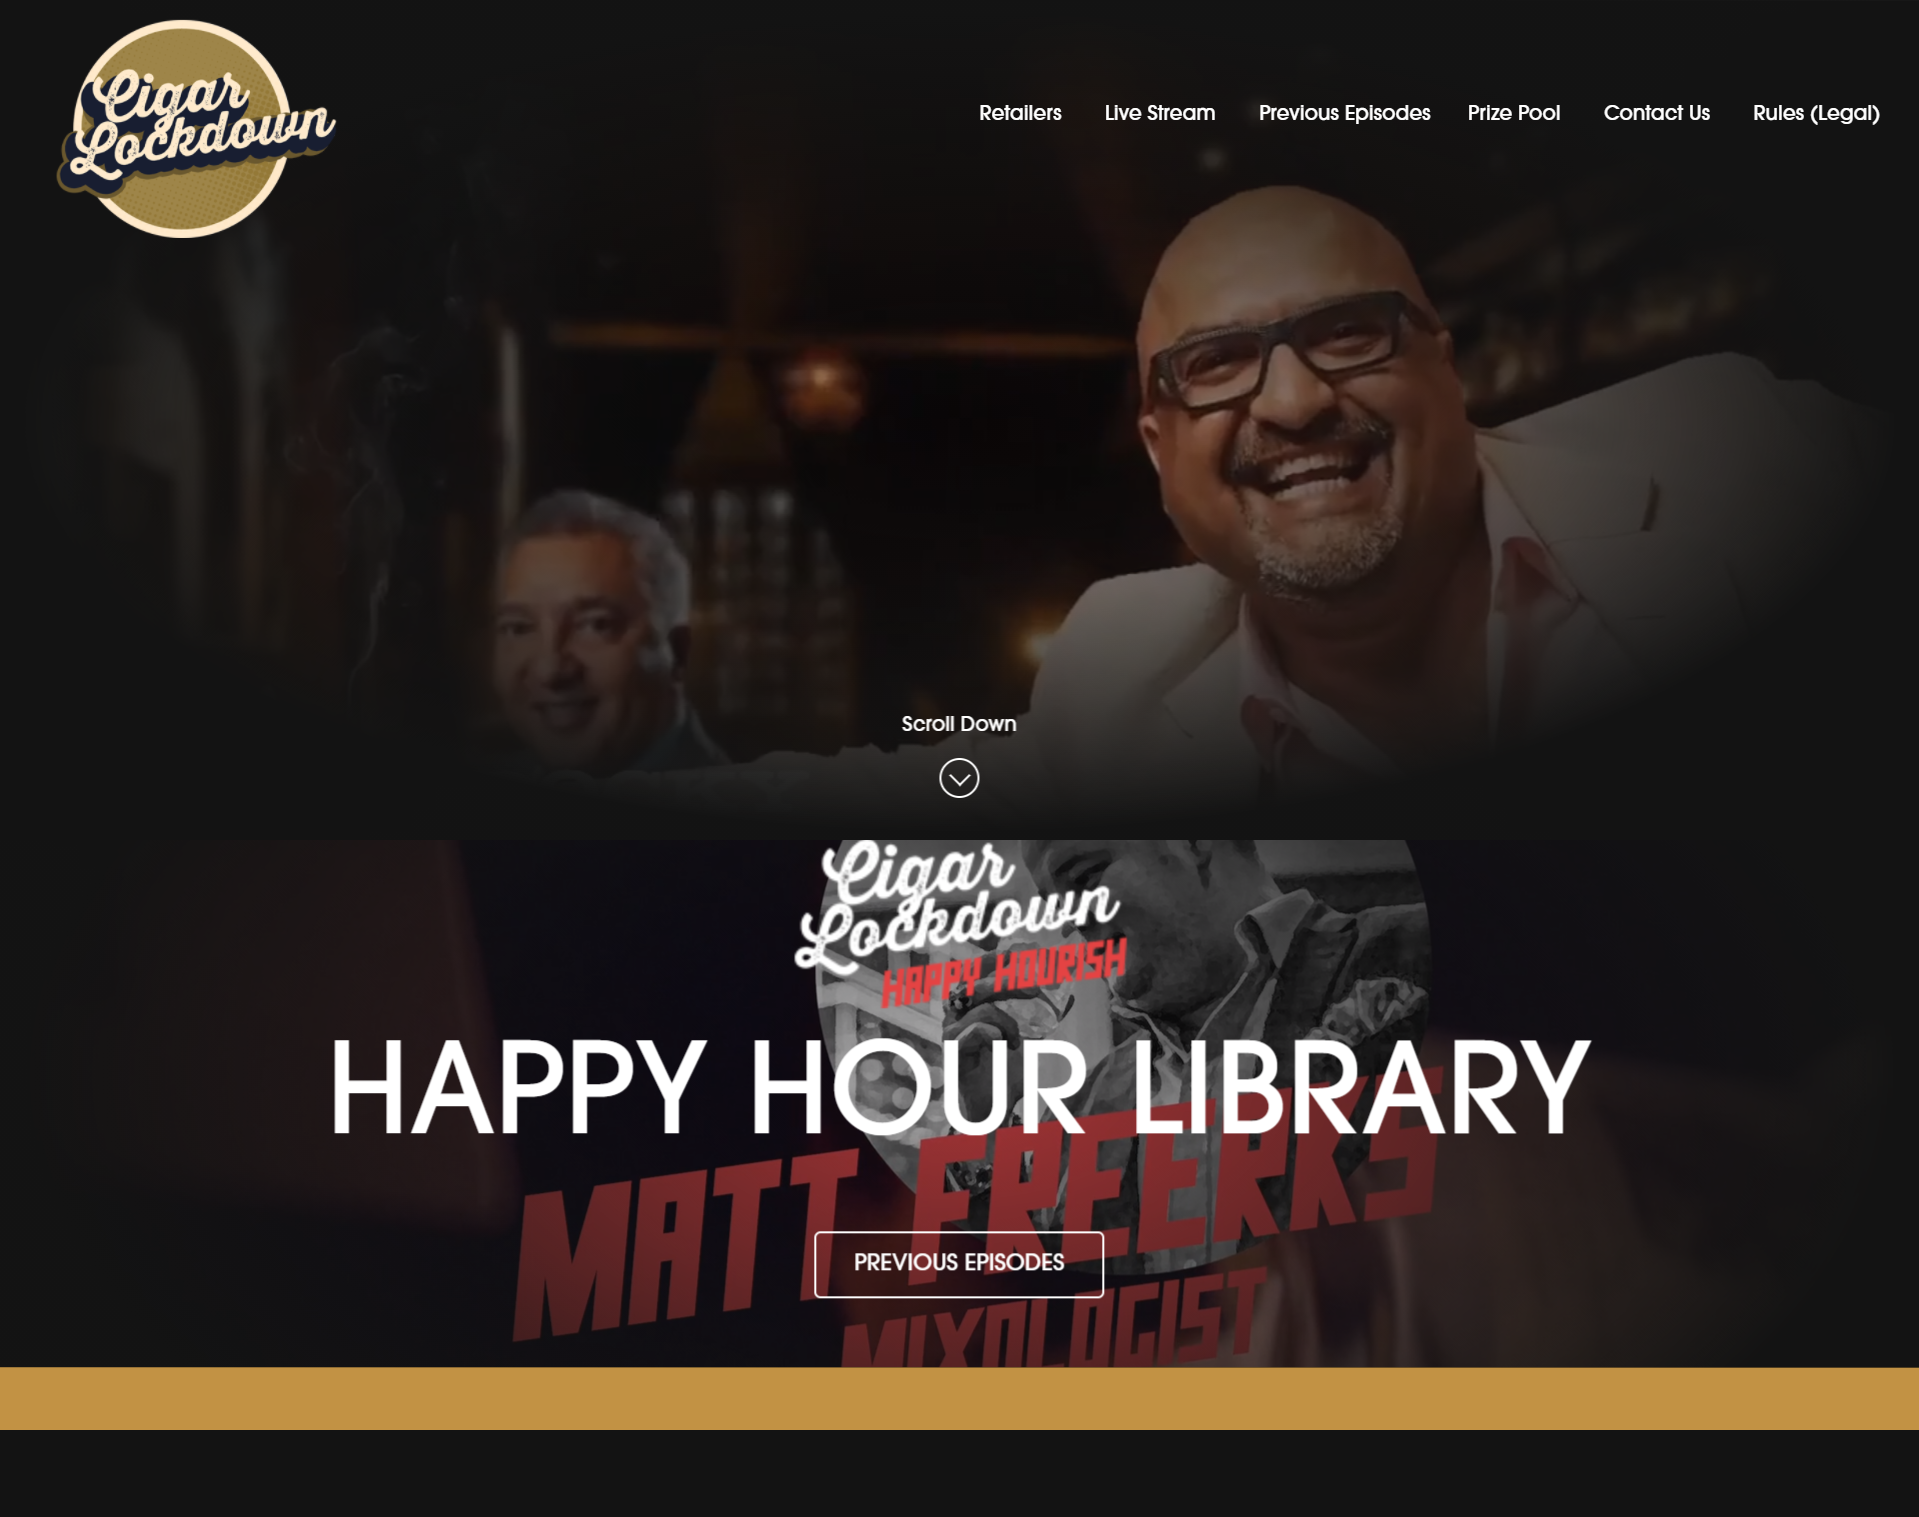 Cigar
Lockdown
Retailers
Live Stream
Previous Episodes
Prize Pool
Contact Us
Rules (Legal)
Scroll Down
Cigar
Lockdown
HAPPY HOURISH
HAPPY HOUR LIBRARY
MATT FREERKS
PREVIOUS EPISODES
MIXOLOGIST